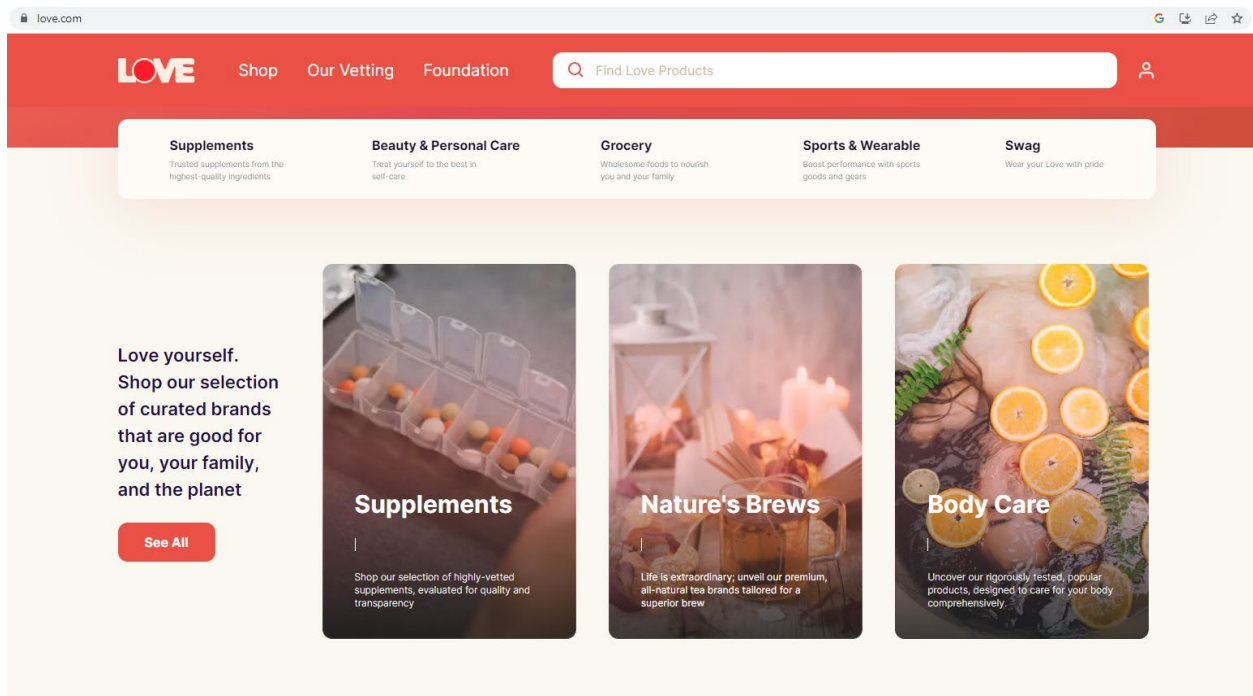 love.com
LOVE
Shop
Our Vetting
Foundation
Find Love Products
Supplements
Trusted supplements from the
highest-quality ingredients
Beauty & Personal Care
Treat yourself to the best in
self-care
Grocery
Wholesome foods to nourish
you and your family
Sports & Wearable
Boost performance with sports
goods and gears
Swag
Wear your Love with pride
Love yourself.
Shop our selection
of curated brands
that are good for
you, your family,
and the planet
See All
Supplements
Shop our selection of highly-vetted
supplements, evaluated for quality and
transparency
Nature's Brews
Life is extraordinary; unveil our premium,
all-natural tea brands tailored for a
superior brew
Body Care
Uncover our rigorously tested, popular
products, designed to care for your body
comprehensively.